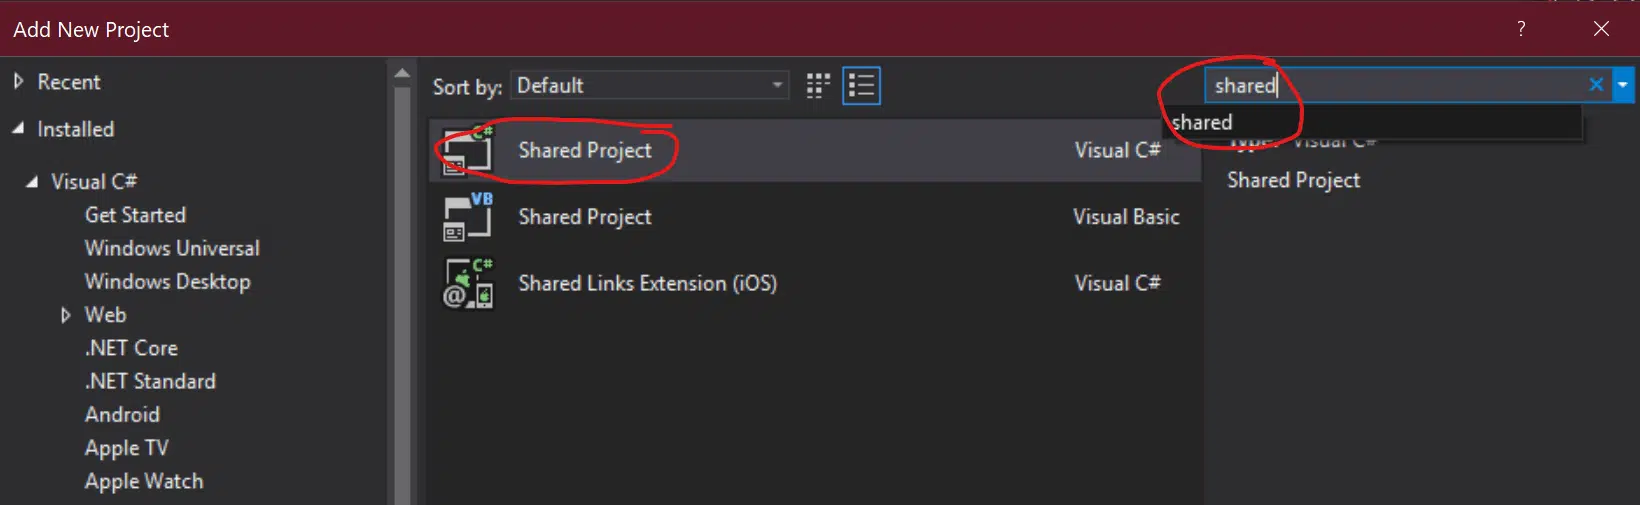 Add New Project
?
Recent
Installed
Visual C#
Get Started
Windows Universal
Windows Desktop
Web
.NET Core
.NET Standard
Android
Apple TV
Apple Watch
Sort by: Default
C# Shared Project Visual C#
VB Shared Project Visual Basic
C# Shared Links Extension (iOS) Visual C#
shared
shared
Type: Visual C#
Shared Project